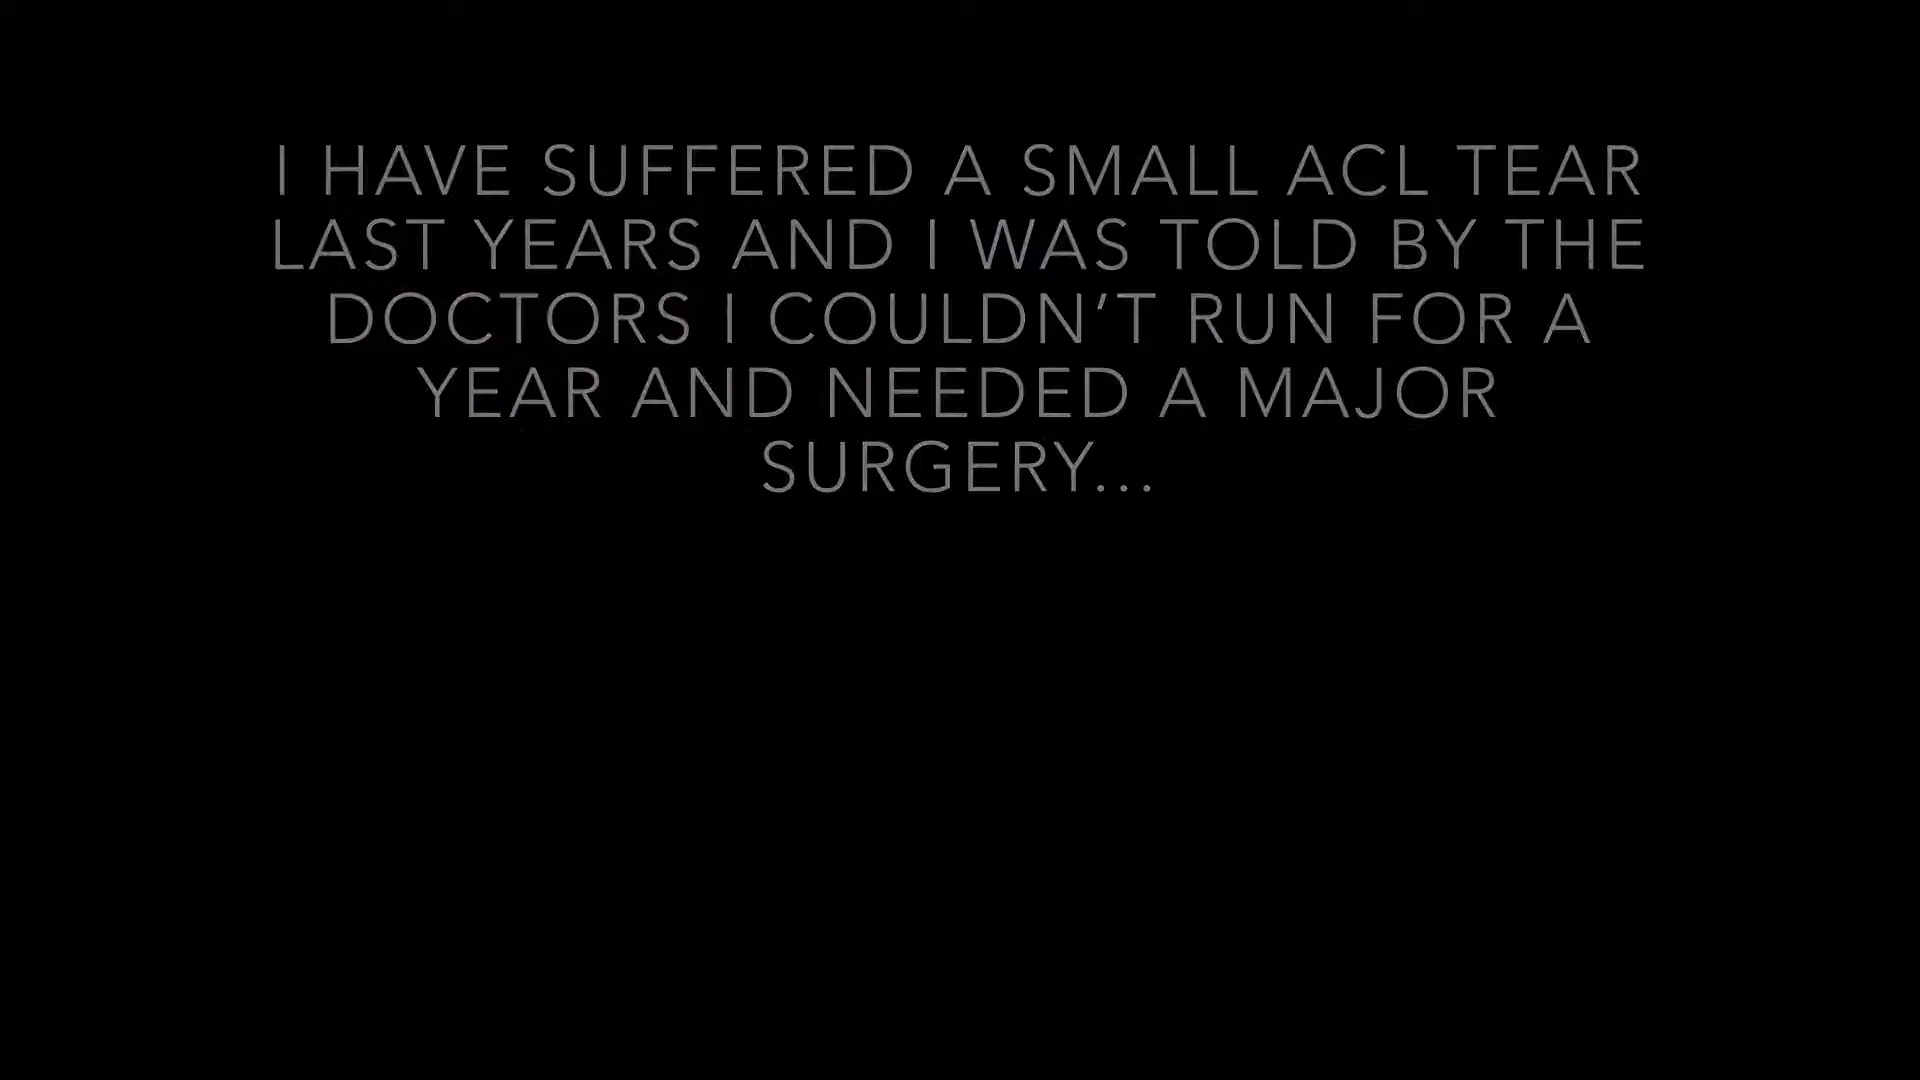 I HAVE SUFFERED A SMALL ACL TEAR
LAST YEARS AND I WAS TOLD BY THE
DOCTORS I COULDN’T RUN FOR A
YEAR AND NEEDED A MAJOR
SURGERY...